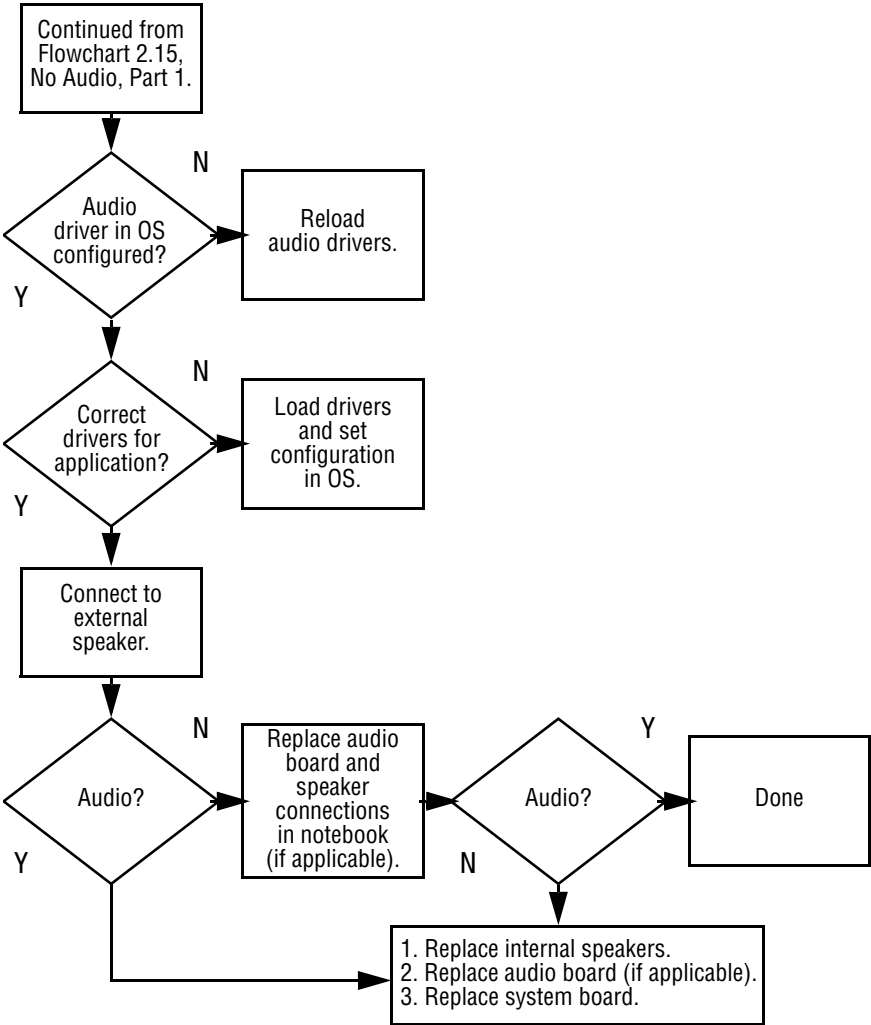 Continued from
Flowchart 2.15,
No Audio, Part 1.
N
Audio
driver in OS
configured?
Reload
audio drivers.
Y
N
Correct
drivers for
application?
Load drivers
and set
configuration
in OS.
Y
Connect to
external
speaker.
N
Y
Audio?
Replace audio
board and
speaker
connections
in notebook
(if applicable).
Audio?
Done
Y
N
1. Replace internal speakers.
2. Replace audio board (if applicable).
3. Replace system board.